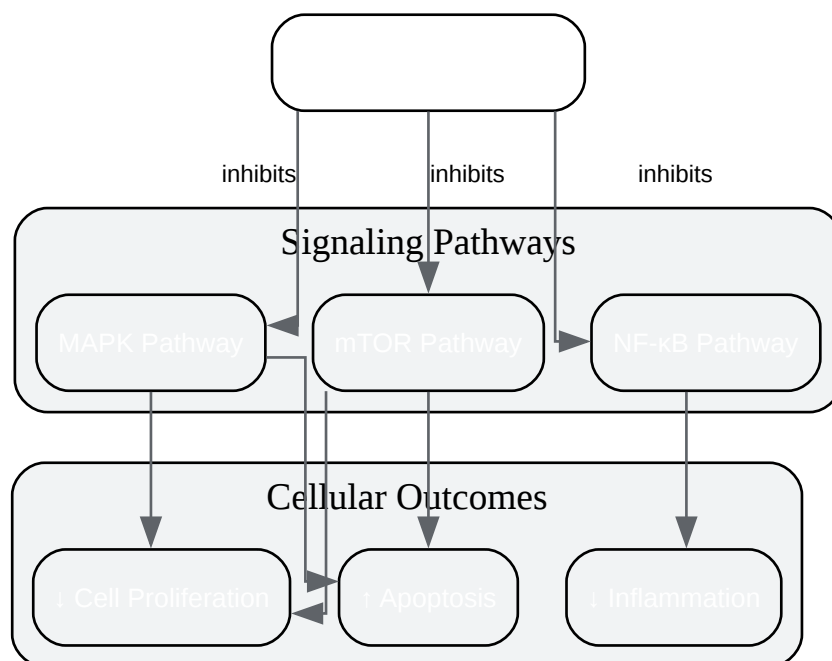 inhibits inhibits inhibits
Signaling Pathways
MAPK Pathway mTOR Pathway NF-κB Pathway
Cellular Outcomes
↓ Cell Proliferation ↑ Apoptosis ↓ Inflammation